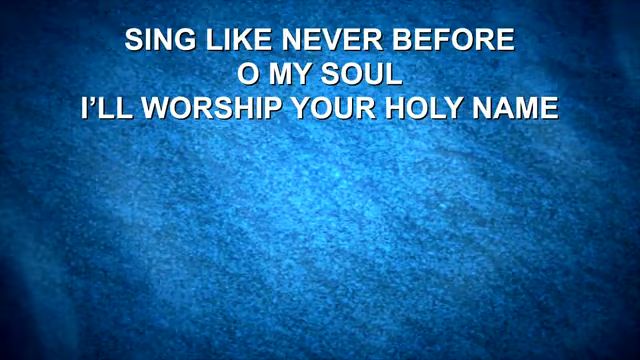 SING LIKE NEVER BEFORE
O MY SOUL
I’LL WORSHIP YOUR HOLY NAME